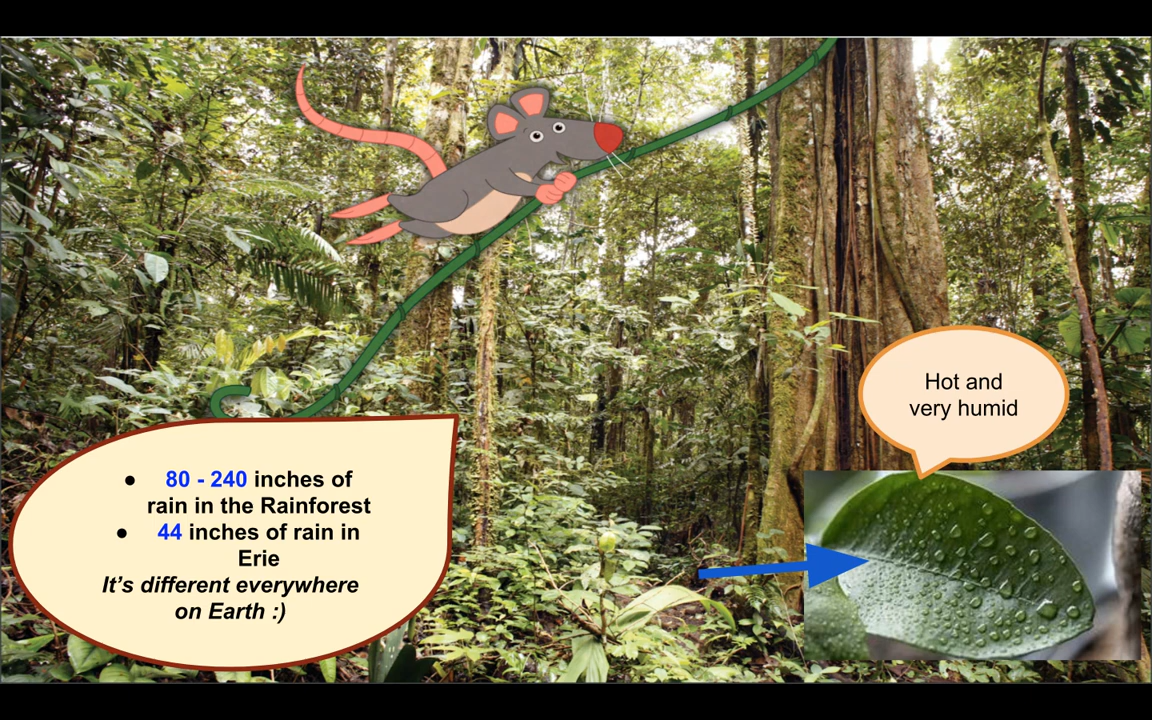 ● 80 - 240 inches of
rain in the Rainforest
● 44 inches of rain in
Erie
It's different everywhere
on Earth :)
Hot and
very humid